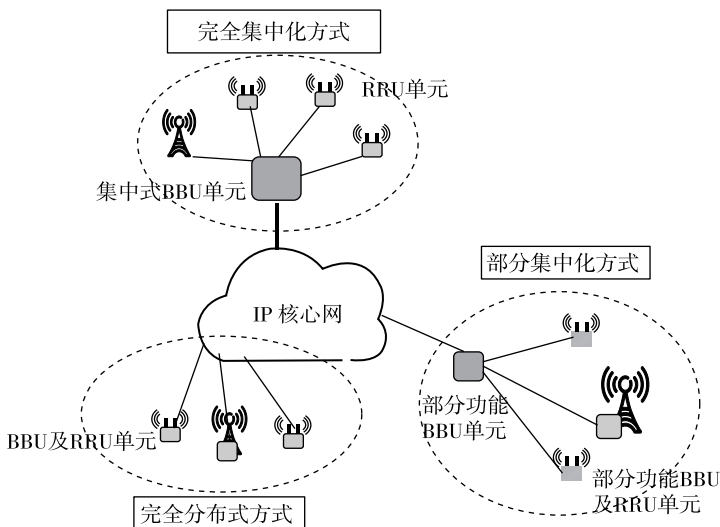 完全集中化方式
RRU单元
集中式BBU单元
部分集中化方式
IP 核心网
部分功能
BBU单元
BBU及RRU单元
部分功能BBU
及RRU单元
完全分布式方式